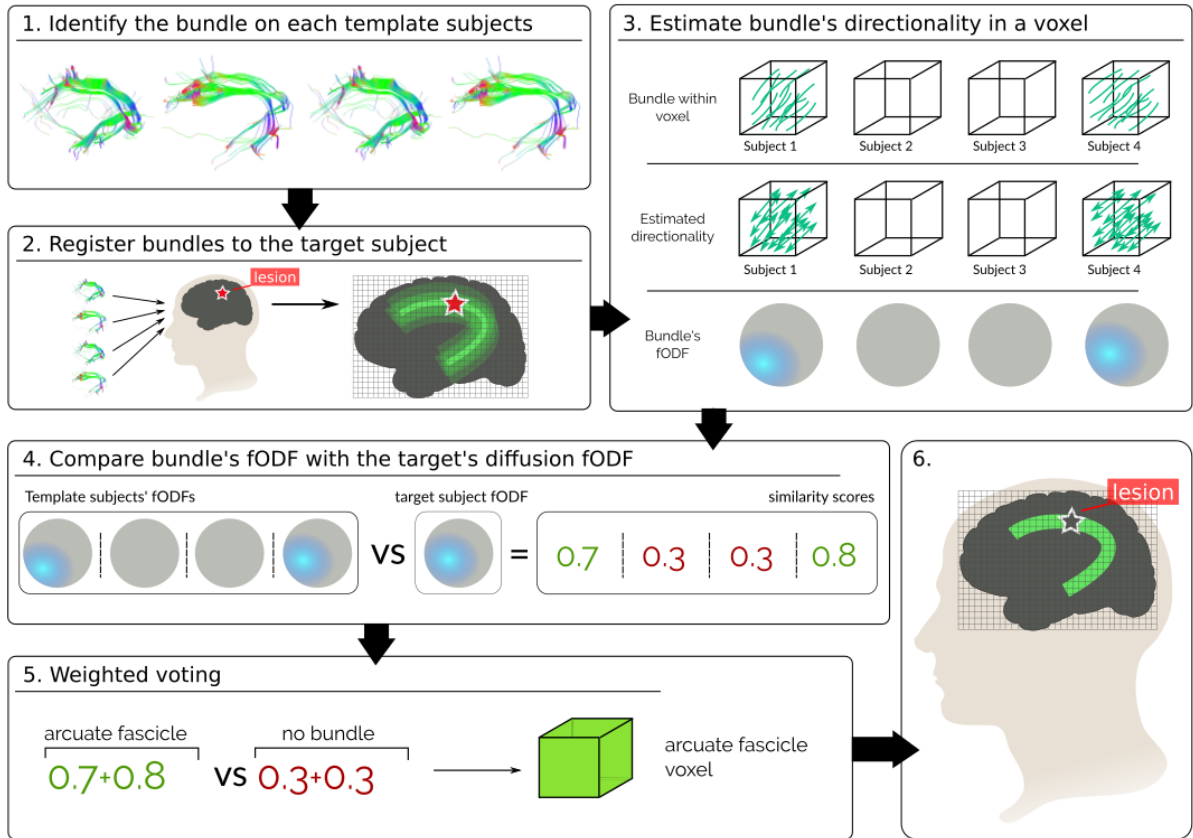 1. Identify the bundle on each template subjects
2. Register bundles to the target subject
lesion
3. Estimate bundle's directionality in a voxel
Bundle within
voxel
Subject 1
Subject 2
Subject 3
Subject 4
Estimated
directionality
Subject 1
Subject 2
Subject 3
Subject 4
Bundle's
fODF
4. Compare bundle's fODF with the target's diffusion fODF
Template subjects' fODFs
target subject fODF
similarity scores
VS
=
0.7
0.3
0.3
0.8
5. Weighted voting
arcuate fascicle
no bundle
0.7+0.8
VS
0.3+0.3
arcuate fascicle
voxel
6.
lesion